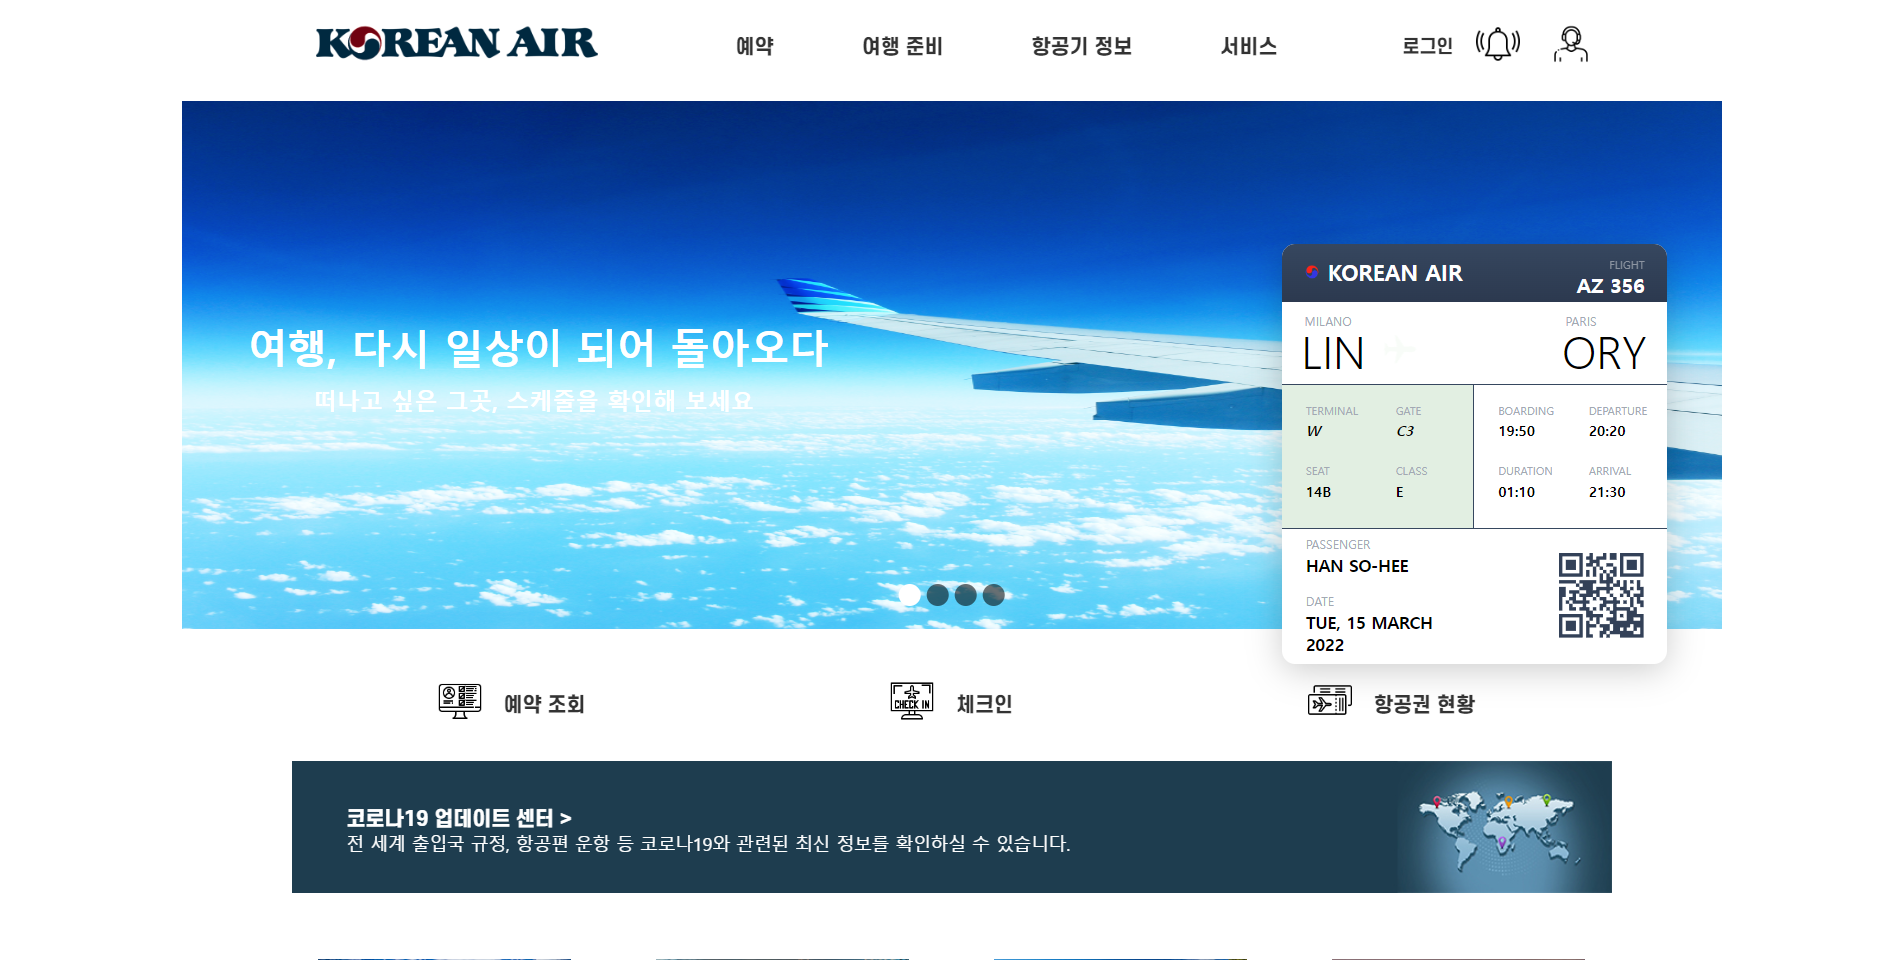 KOREAN AIR
예약
여행 준비
항공기 정보
서비스
로그인
여행, 다시 일상이 되어 돌아오다
떠나고 싶은 그곳, 스케줄을 확인해 보세요
KOREAN AIR
FLIGHT
AZ 356
MILANO
PARIS
LIN
ORY
TERMINAL
GATE
BOARDING
DEPARTURE
W
C3
19:50
20:20
SEAT
CLASS
DURATION
ARRIVAL
14B
E
01:10
21:30
PASSENGER
HAN SO-HEE
DATE
TUE, 15 MARCH
2022
예약 조회
CHECK IN
체크인
항공권 현황
코로나19 업데이트 센터 >
전 세계 출입국 규정, 항공편 운항 등 코로나19와 관련된 최신 정보를 확인하실 수 있습니다.